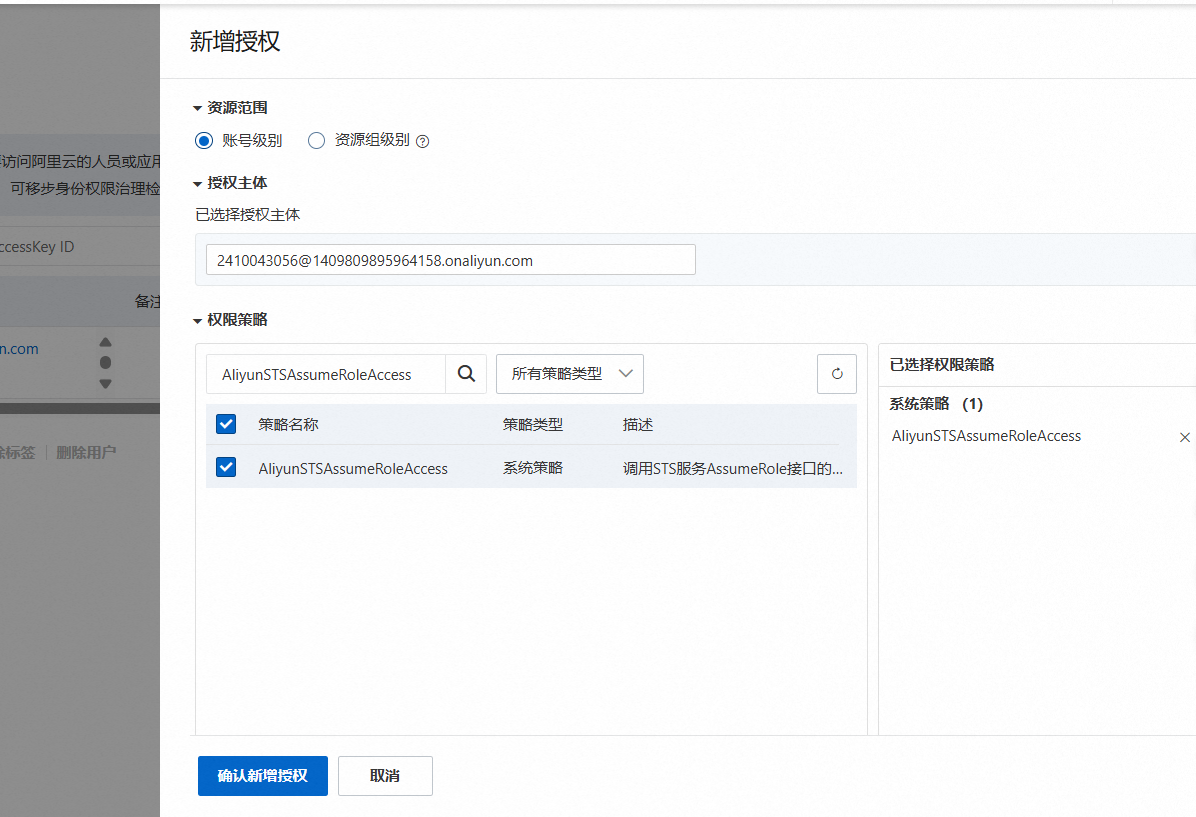 新增授权
资源范围
账号级别 资源组级别 ?
授权主体
已选择授权主体
2410043056@1409809895964158.onaliyun.com
权限策略
AliyunSTSAssumeRoleAccess 所有策略类型
策略名称 策略类型 描述
AliyunSTSAssumeRoleAccess 系统策略 调用STS服务AssumeRole接口的...
已选择权限策略
系统策略 (1)
AliyunSTSAssumeRoleAccess
确认新增授权 取消
访问阿里云的人员或应用
可移步身份权限治理检
ccessKey ID
备注
n.com
除标签 删除用户